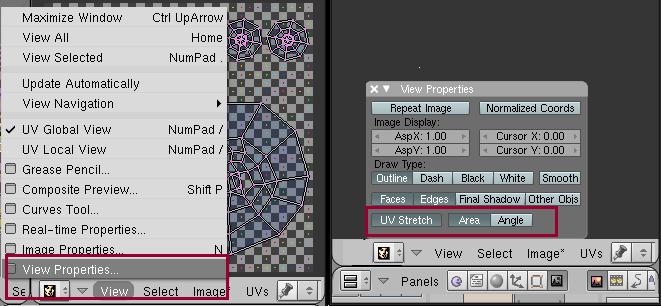 Maximize Window Ctrl UpArrow
View All Home
View Selected NumPad .
Update Automatically
View Navigation
UV Global View NumPad /
UV Local View NumPad /
Grease Pencil...
Composite Preview... Shift P
Curves Tool...
Real-time Properties...
Image Properties... N
View Properties...
Se View Select Image* UVs
View Properties
Repeat Image Normalized Coords
Image Display:
AspX: 1.00 Cursor X: 0.00
AspY: 1.00 Cursor Y: 0.00
Draw Type:
Outline Dash Black White Smooth
Faces Edges Final Shadow Other Objs
UV Stretch Area Angle
View Select Image* UVs
Panels